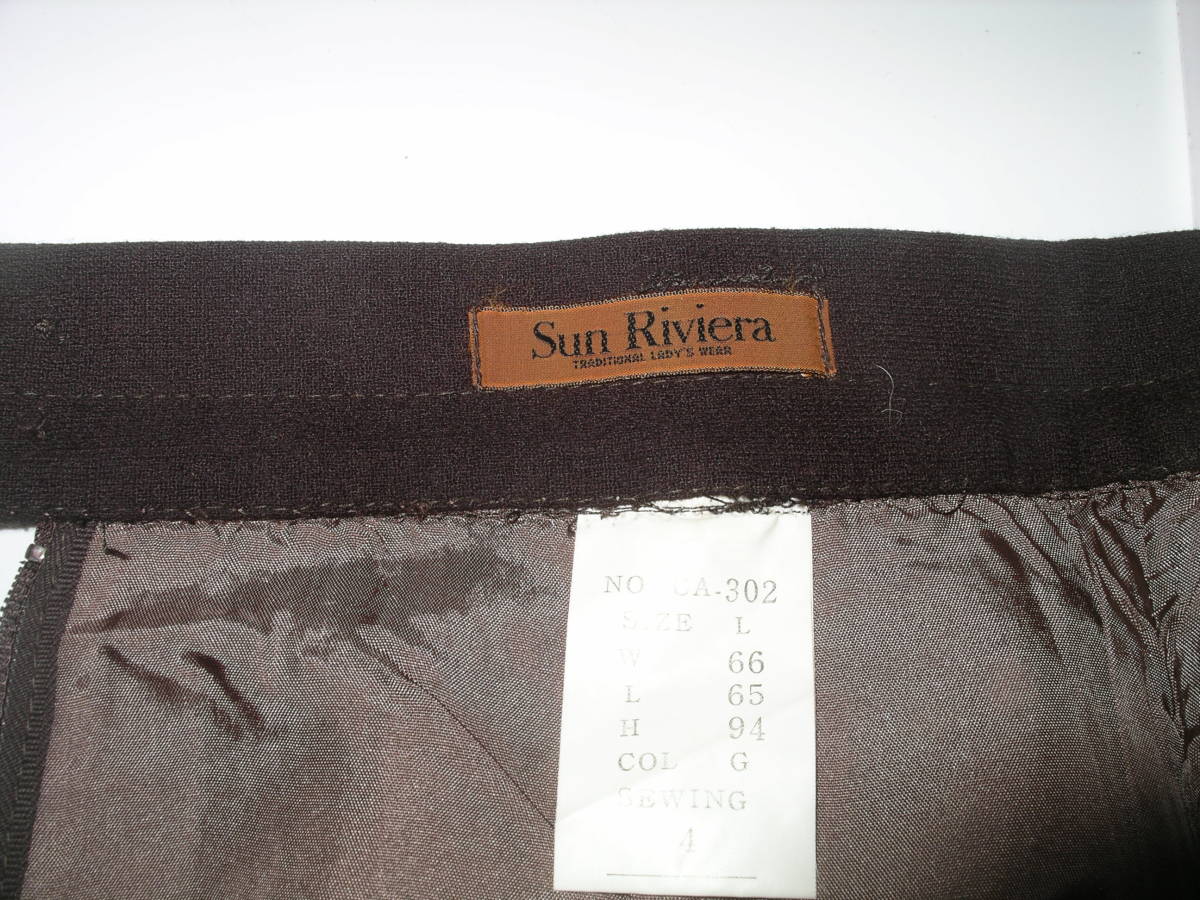 Sun Riviera
TRADITIONAL LADY'S WEAR
NO CA-302
SIZE L
W 66
L 65
H 94
COL G
SEWING
4